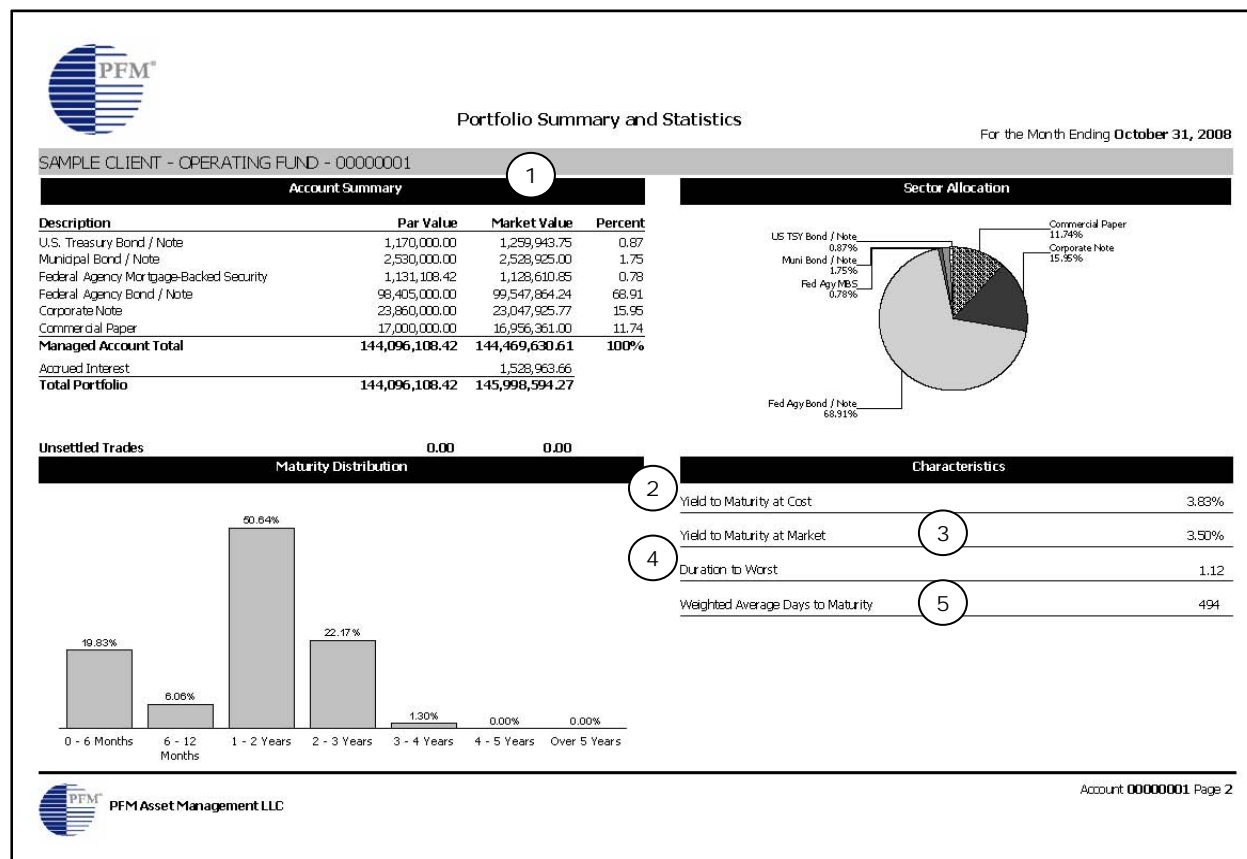 PFM®
Portfolio Summary and Statistics
For the Month Ending October 31, 2008
SAMPLE CLIENT - OPERATING FUND - 00000001
1
Account Summary
Description Par Value Market Value Percent
U.S. Treasury Bond / Note 1,170,000.00 1,259,943.75 0.87
Municipal Bond / Note 2,530,000.00 2,528,925.00 1.75
Federal Agency Mortgage-Backed Security 1,131,108.42 1,128,610.85 0.78
Federal Agency Bond / Note 98,405,000.00 99,547,864.24 68.91
Corporate Note 23,860,000.00 23,047,925.77 15.95
Commercial Paper 17,000,000.00 16,956,361.00 11.74
Managed Account Total 144,096,108.42 144,469,630.61 100%
Accrued Interest 1,528,963.66
Total Portfolio 144,096,108.42 145,998,594.27
Unsettled Trades 0.00 0.00
Sector Allocation
US TSY Bond / Note
0.87%
Muni Bond / Note
1.75%
Fed Agy MBS
0.78%
Commercial Paper
11.74%
Corporate Note
15.95%
Fed Agy Bond / Note
68.91%
Maturity Distribution
19.83%
6.06%
50.64%
22.17%
1.30%
0.00%
0.00%
0 - 6 Months 6 - 12 1 - 2 Years 2 - 3 Years 3 - 4 Years 4 - 5 Years Over 5 Years
Months
Characteristics
2
Yield to Maturity at Cost 3.83%
Yield to Maturity at Market 3 3.50%
4
Duration to Worst 1.12
Weighted Average Days to Maturity 5 494
PFM
PFM Asset Management LLC
Account 00000001 Page 2